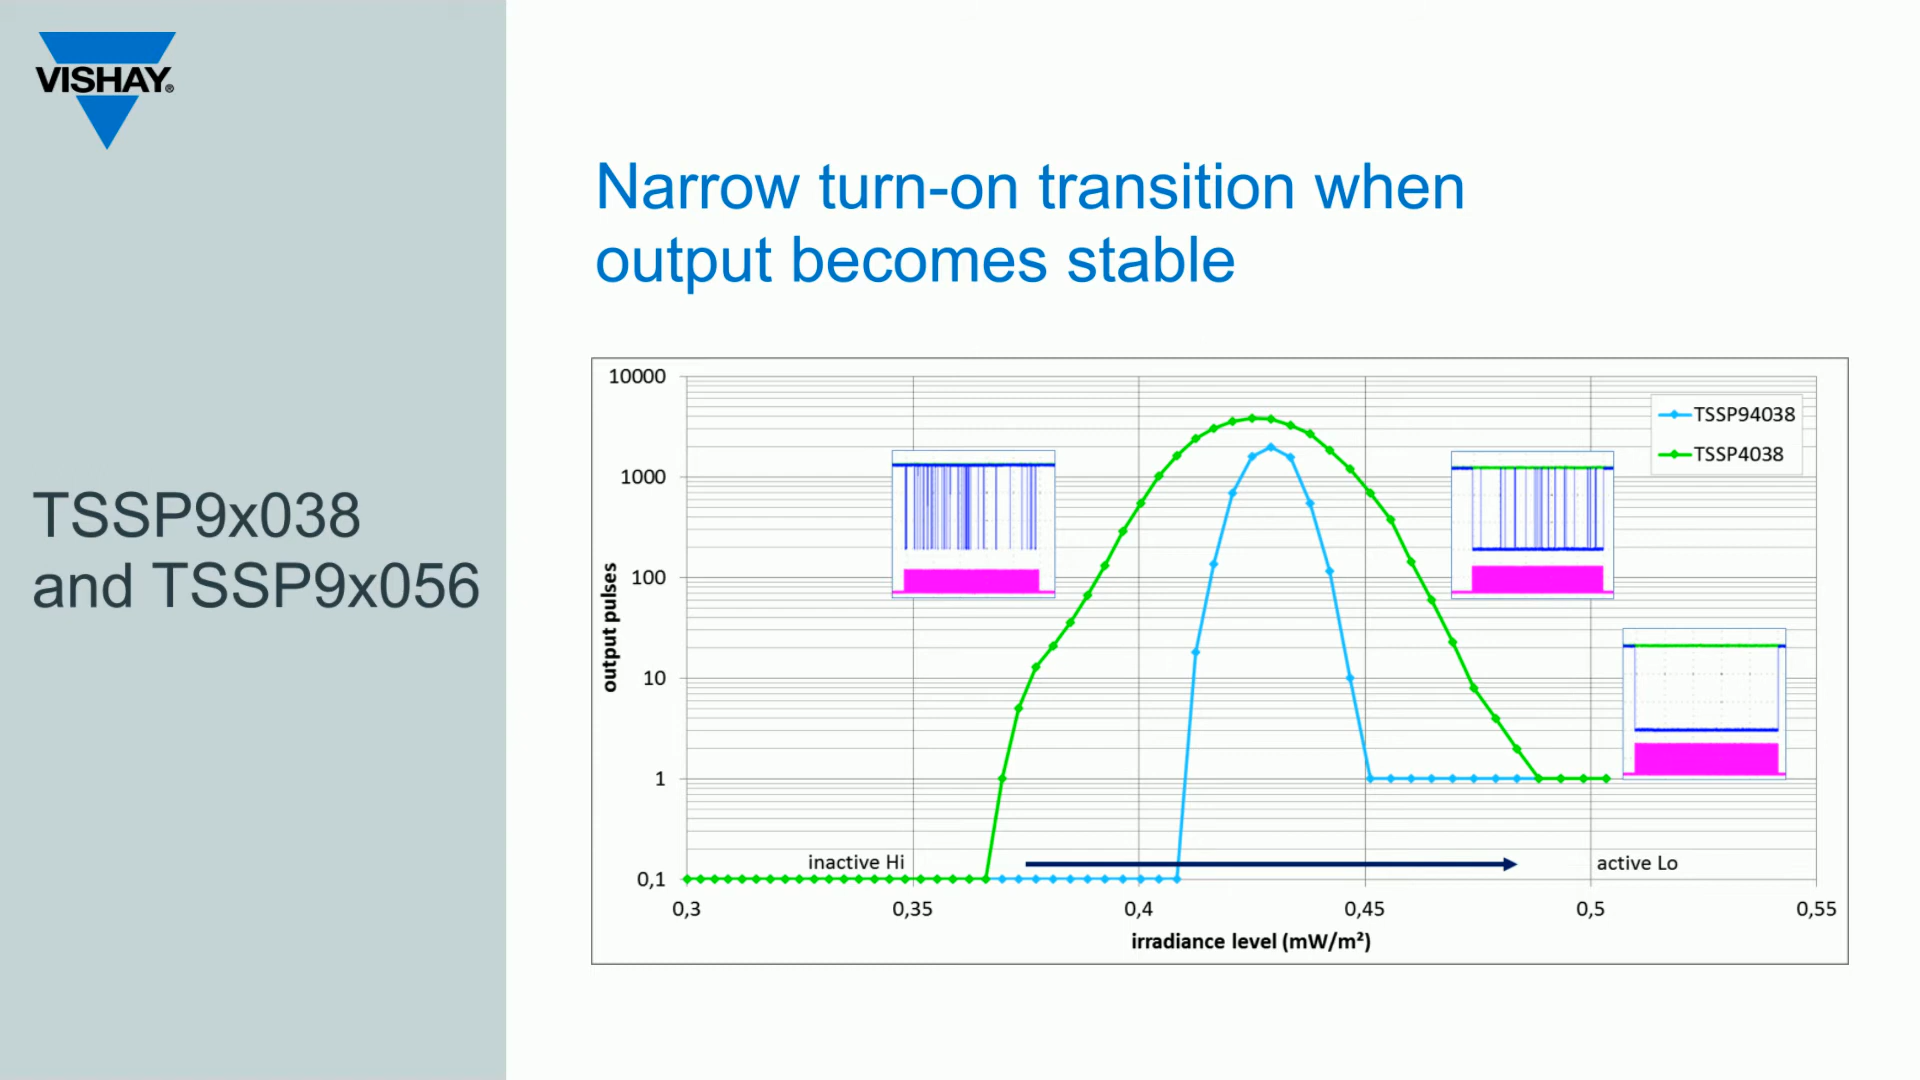 VISHAY®
TSSP9x038
and TSSP9x056
Narrow turn-on transition when
output becomes stable
10000
1000
100
10
1
0,1
output pulses
TSSP94038
TSSP4038
inactive Hi
active Lo
0,3
0,35
0,4
0,45
0,5
0,55
irradiance level (mW/m²)